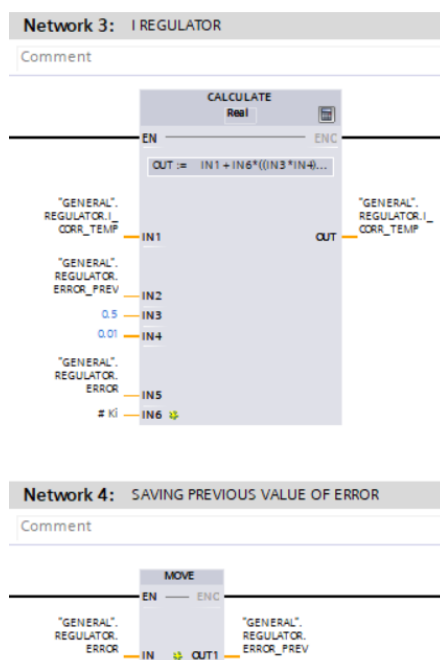 Network 3: I REGULATOR
Comment
CALCULATE
Real
EN ENC
OUT := IN1+IN6*((IN3*IN4)...
"GENERAL".
REGULATOR.I_
CORR_TEMP
IN1
OUT
"GENERAL".
REGULATOR.I_
CORR_TEMP
"GENERAL".
REGULATOR.
ERROR_PREV
IN2
0.5 IN3
0.01 IN4
"GENERAL".
REGULATOR.
ERROR
IN5
#Ki IN6
Network 4: SAVING PREVIOUS VALUE OF ERROR
Comment
MOVE
EN ENC
"GENERAL".
REGULATOR.
ERROR
IN
OUT1
"GENERAL".
REGULATOR.
ERROR_PREV